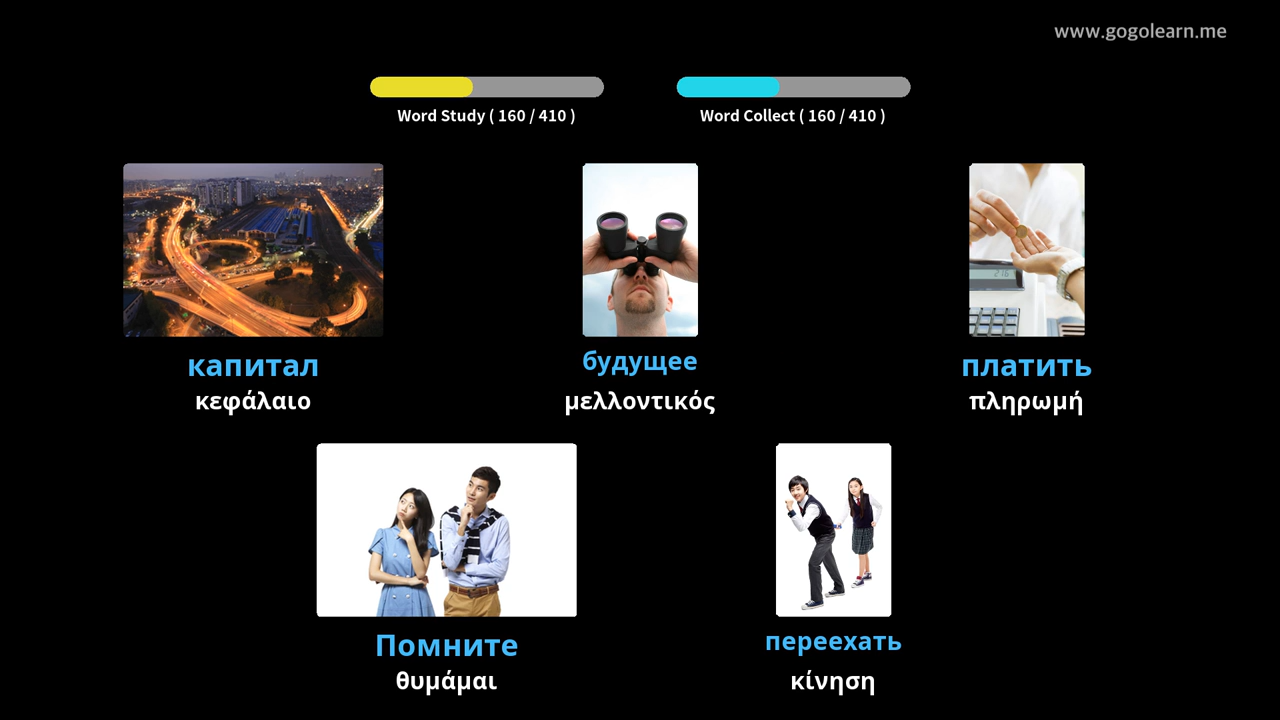 www.gogolearn.me
Word Study ( 160 / 410 )
Word Collect ( 160 / 410 )
капитал
κεφάλαιο
будущее
μελλοντικός
платить
πληρωμή
Помните
θυμάμαι
переехать
κίνηση